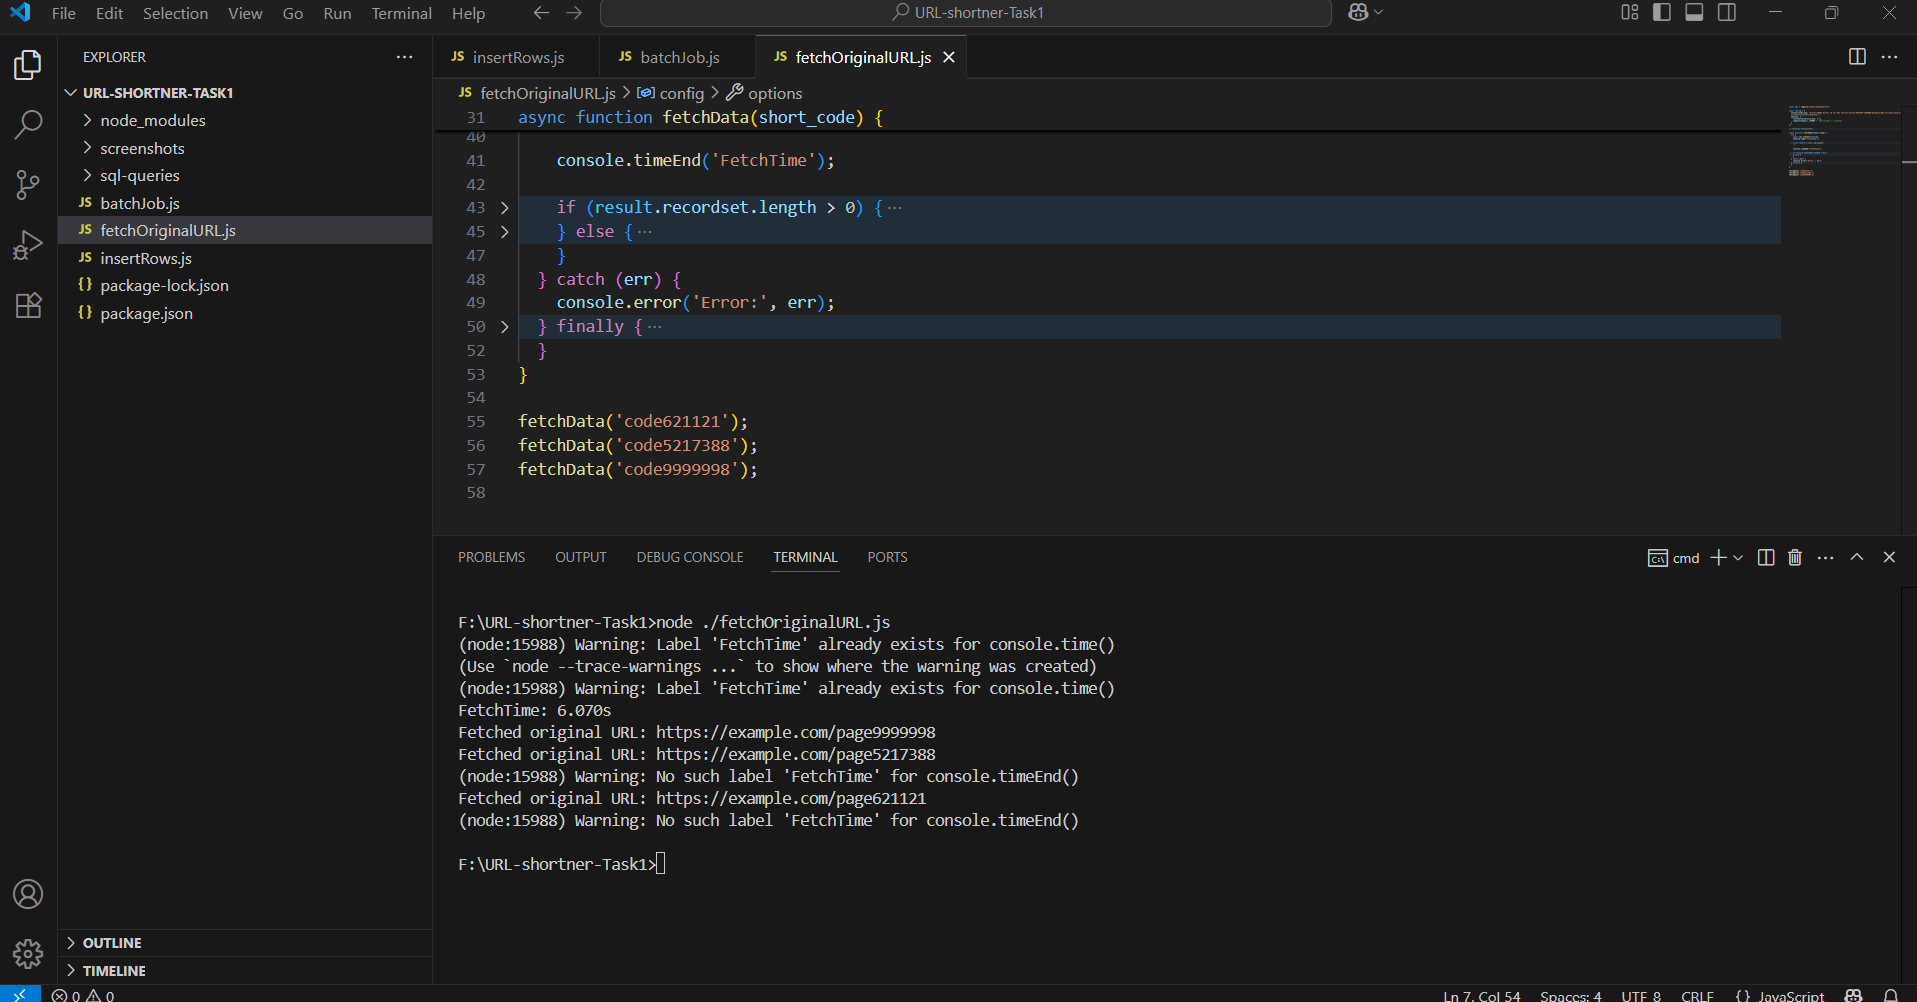 File Edit Selection View Go Run Terminal Help
URL-shortner-Task1
EXPLORER
URL-SHORTNER-TASK1
node_modules
screenshots
sql-queries
JS batchJob.js
JS fetchOriginalURL.js
JS insertRows.js
{} package-lock.json
{} package.json
OUTLINE
TIMELINE
JS insertRows.js
JS batchJob.js
JS fetchOriginalURL.js
JS fetchOriginalURL.js > config > options
31 async function fetchData(short_code) {
40
41 console.timeEnd('FetchTime');
42
43 if (result.recordset.length > 0) { ···
45 } else { ···
47 }
48 } catch (err) {
49 console.error('Error:', err);
50 } finally { ···
52 }
53 }
54
55 fetchData('code621121');
56 fetchData('code5217388');
57 fetchData('code9999998');
58
PROBLEMS OUTPUT DEBUG CONSOLE TERMINAL PORTS
cmd
F:\URL-shortner-Task1>node ./fetchOriginalURL.js
(node:15988) Warning: Label 'FetchTime' already exists for console.time()
(Use `node --trace-warnings ...` to show where the warning was created)
(node:15988) Warning: Label 'FetchTime' already exists for console.time()
FetchTime: 6.070s
Fetched original URL: https://example.com/page9999998
Fetched original URL: https://example.com/page5217388
(node:15988) Warning: No such label 'FetchTime' for console.timeEnd()
Fetched original URL: https://example.com/page621121
(node:15988) Warning: No such label 'FetchTime' for console.timeEnd()
F:\URL-shortner-Task1>
0 0
Ln 7, Col 54 Spaces: 4 UTF-8 CRLF {} JavaScript